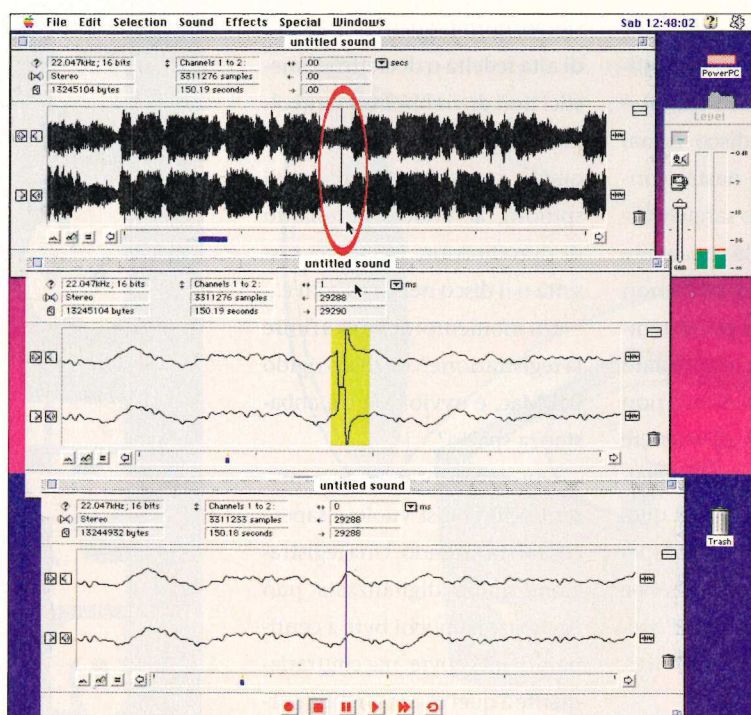 File Edit Selection Sound Effects Special Windows Sab 12:48:02
untitled sound
22.047kHz; 16 bits Channels 1 to 2: .00 secs
Stereo 3311276 samples .00
13245104 bytes 150.19 seconds .00
PowerPC
Level
GAIN
untitled sound
22.047kHz; 16 bits Channels 1 to 2: 1 ms
Stereo 3311276 samples 29288
13245104 bytes 150.19 seconds 29290
untitled sound
22.047kHz; 16 bits Channels 1 to 2: 0 ms
Stereo 3311233 samples 29288
13244932 bytes 150.18 seconds 29288
Trash